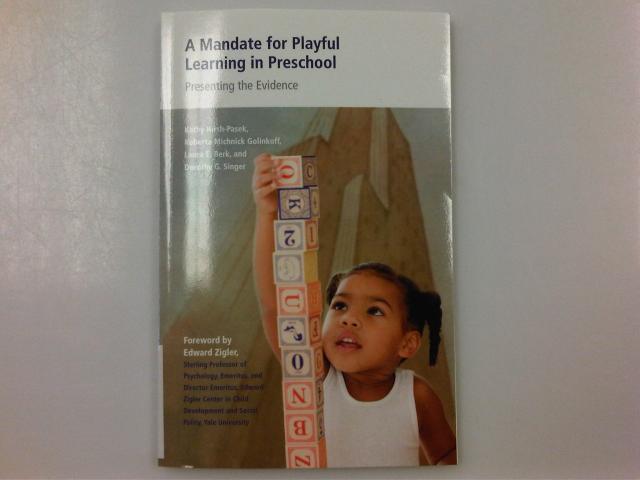 A Mandate for Playful
Learning in Preschool
Presenting the Evidence
Kathy Hirsh-Pasek,
Roberta Michnick Golinkoff,
Laura E. Berk, and
Dorothy G. Singer
Q C
K
2
U
O
N
B
Z
Foreword by
Edward Zigler,
Sterling Professor of
Psychology, Emeritus, and
Director Emeritus, Edward
Zigler Center in Child
Development and Social
Policy, Yale University